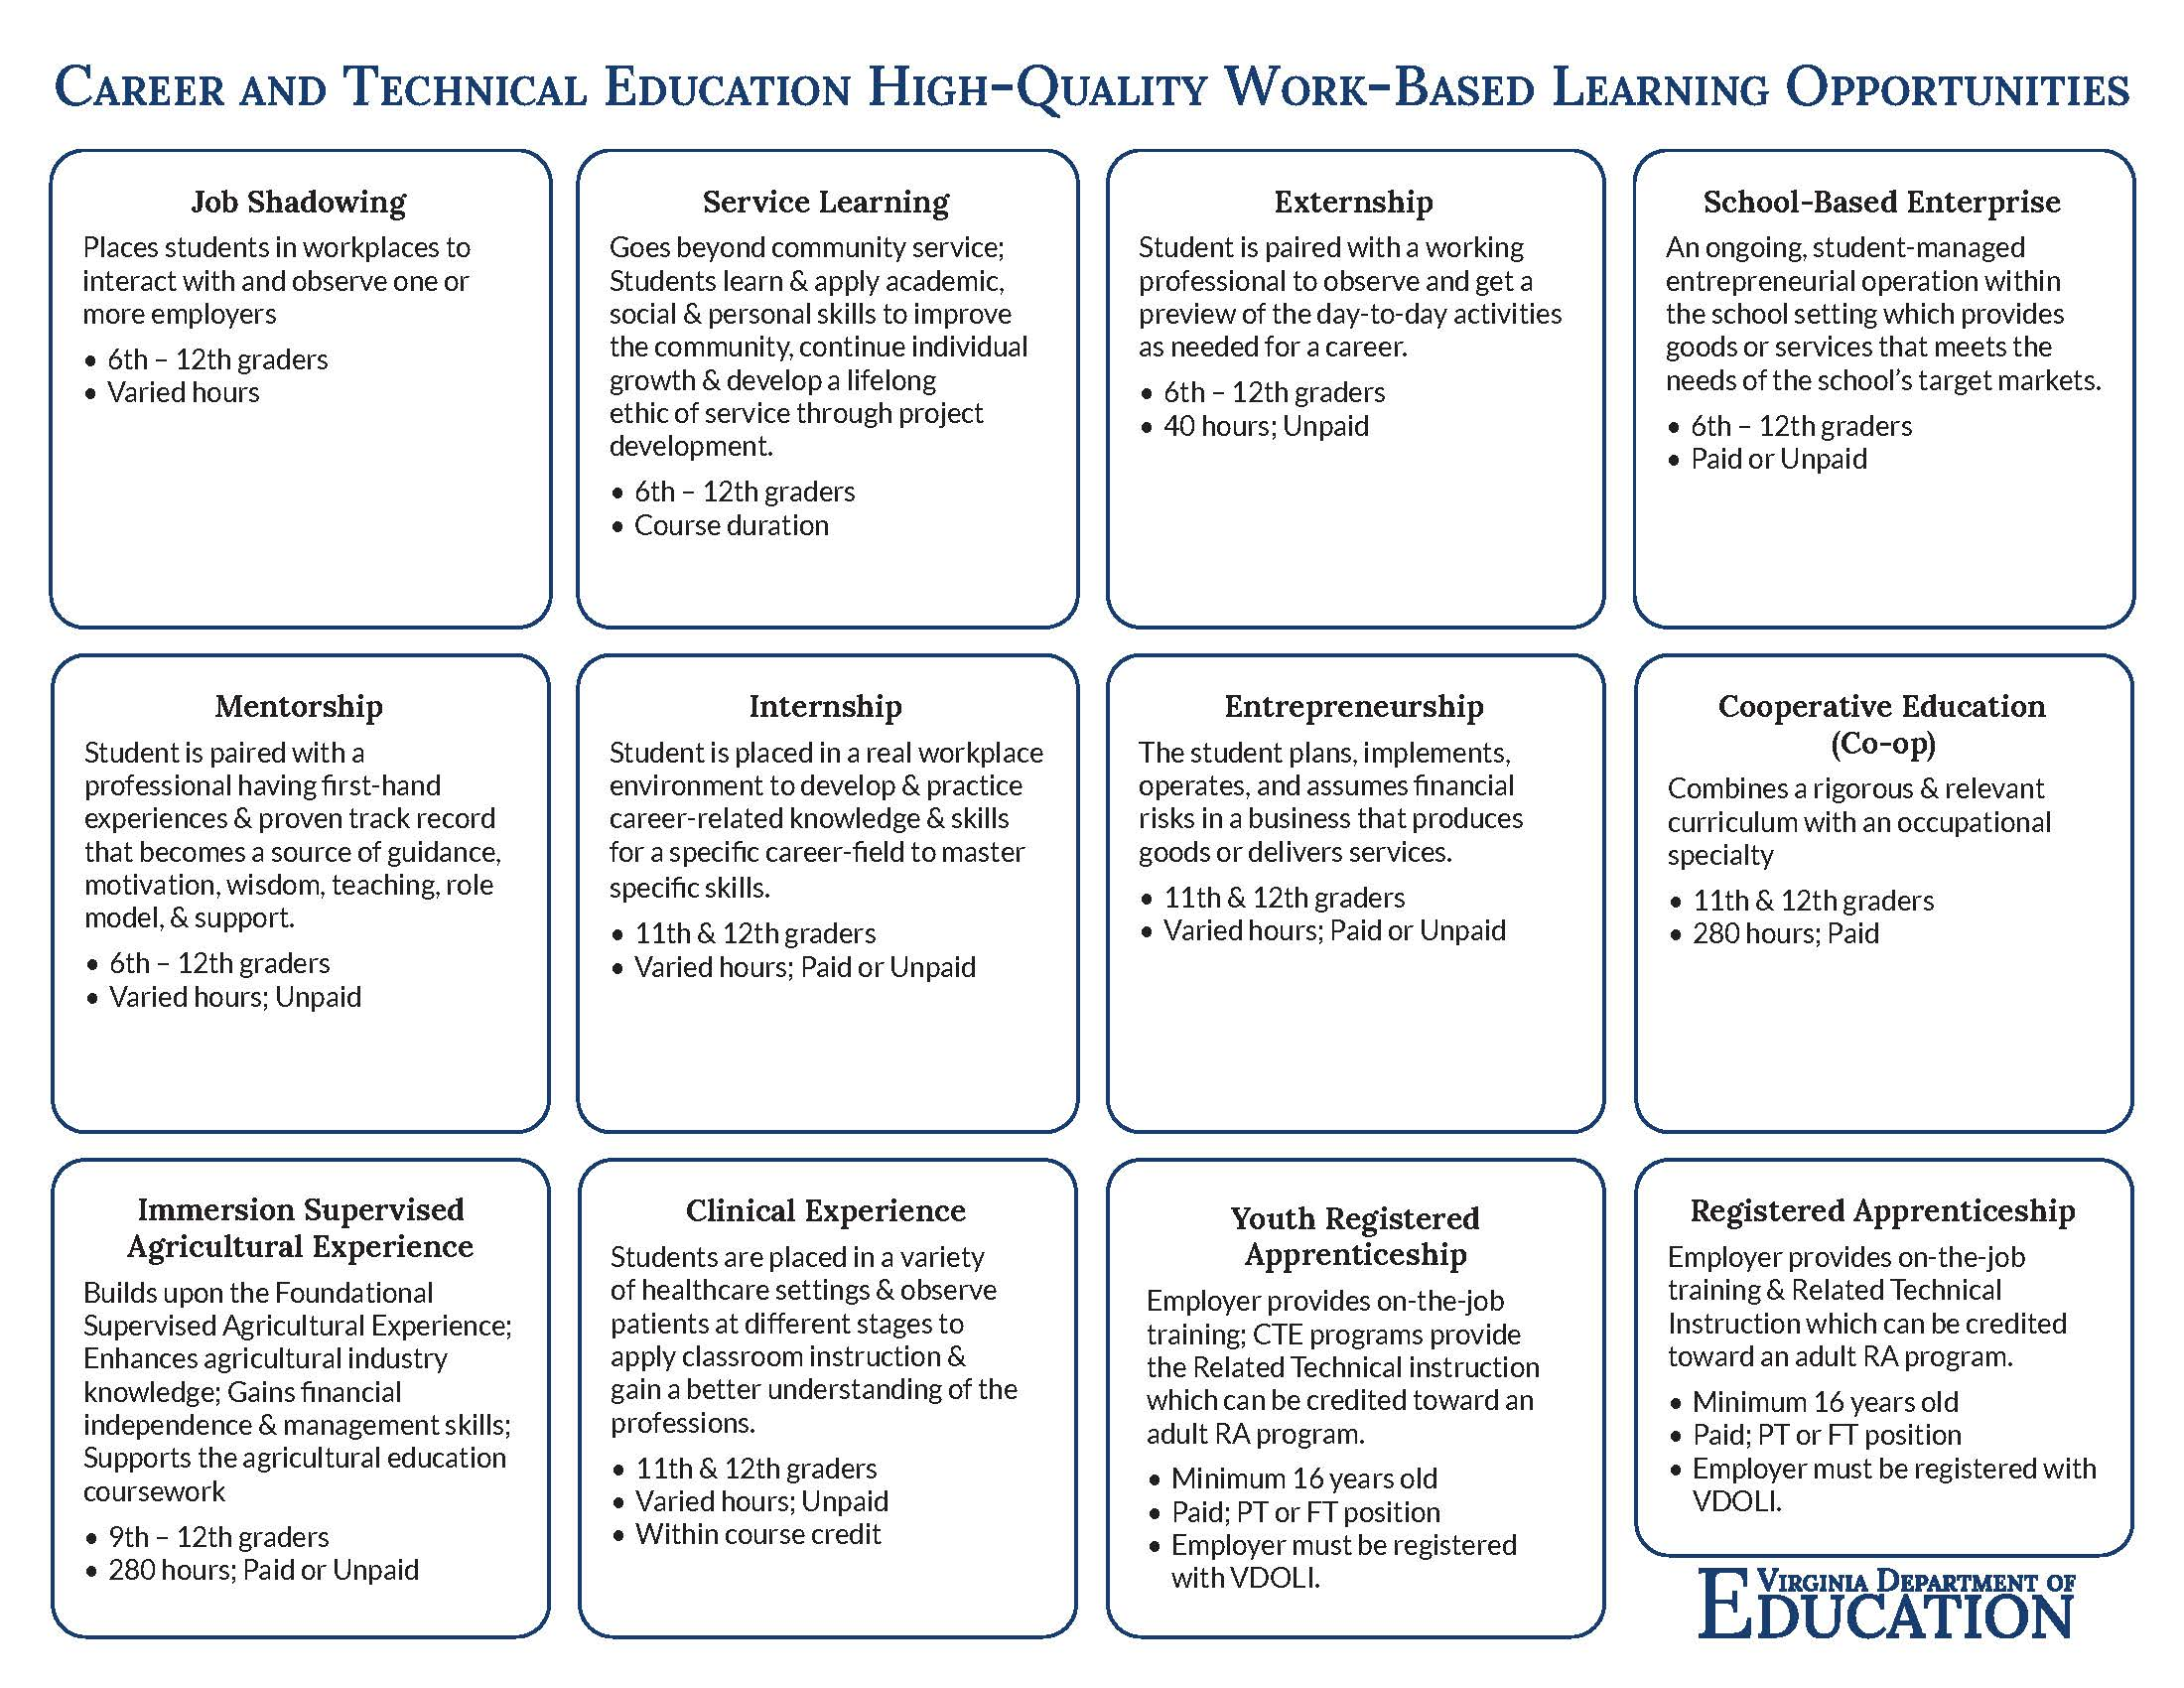 Career and Technical Education High-Quality Work-Based Learning Opportunities
Job Shadowing
Places students in workplaces to
interact with and observe one or
more employers
• 6th – 12th graders
• Varied hours
Service Learning
Goes beyond community service;
Students learn & apply academic,
social & personal skills to improve
the community, continue individual
growth & develop a lifelong
ethic of service through project
development.
• 6th – 12th graders
• Course duration
Externship
Student is paired with a working
professional to observe and get a
preview of the day-to-day activities
as needed for a career.
• 6th – 12th graders
• 40 hours; Unpaid
School-Based Enterprise
An ongoing, student-managed
entrepreneurial operation within
the school setting which provides
goods or services that meets the
needs of the school’s target markets.
• 6th – 12th graders
• Paid or Unpaid
Mentorship
Student is paired with a
professional having first-hand
experiences & proven track record
that becomes a source of guidance,
motivation, wisdom, teaching, role
model, & support.
• 6th – 12th graders
• Varied hours; Unpaid
Internship
Student is placed in a real workplace
environment to develop & practice
career-related knowledge & skills
for a specific career-field to master
specific skills.
• 11th & 12th graders
• Varied hours; Paid or Unpaid
Entrepreneurship
The student plans, implements,
operates, and assumes financial
risks in a business that produces
goods or delivers services.
• 11th & 12th graders
• Varied hours; Paid or Unpaid
Cooperative Education
(Co-op)
Combines a rigorous & relevant
curriculum with an occupational
specialty
• 11th & 12th graders
• 280 hours; Paid
Immersion Supervised
Agricultural Experience
Builds upon the Foundational
Supervised Agricultural Experience;
Enhances agricultural industry
knowledge; Gains financial
independence & management skills;
Supports the agricultural education
coursework
• 9th – 12th graders
• 280 hours; Paid or Unpaid
Clinical Experience
Students are placed in a variety
of healthcare settings & observe
patients at different stages to
apply classroom instruction &
gain a better understanding of the
professions.
• 11th & 12th graders
• Varied hours; Unpaid
• Within course credit
Youth Registered
Apprenticeship
Employer provides on-the-job
training; CTE programs provide
the Related Technical instruction
which can be credited toward an
adult RA program.
• Minimum 16 years old
• Paid; PT or FT position
• Employer must be registered
with VDOLI.
Registered Apprenticeship
Employer provides on-the-job
training & Related Technical
Instruction which can be credited
toward an adult RA program.
• Minimum 16 years old
• Paid; PT or FT position
• Employer must be registered with
VDOLI.
Virginia Department of
Education